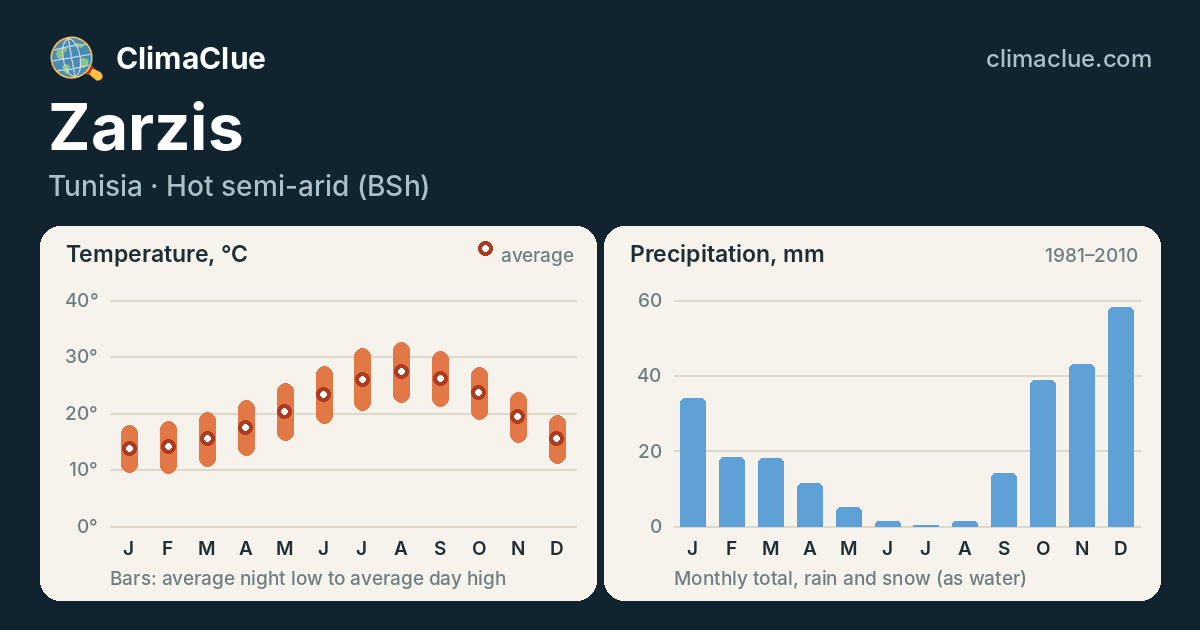 ClimaClue
climaclue.com
Zarzis
Tunisia · Hot semi-arid (BSh)
Temperature, °C
average
40°
30°
20°
10°
0°
J F M A M J J A S O N D
Bars: average night low to average day high
Precipitation, mm
1981–2010
60
40
20
0
J F M A M J J A S O N D
Monthly total, rain and snow (as water)